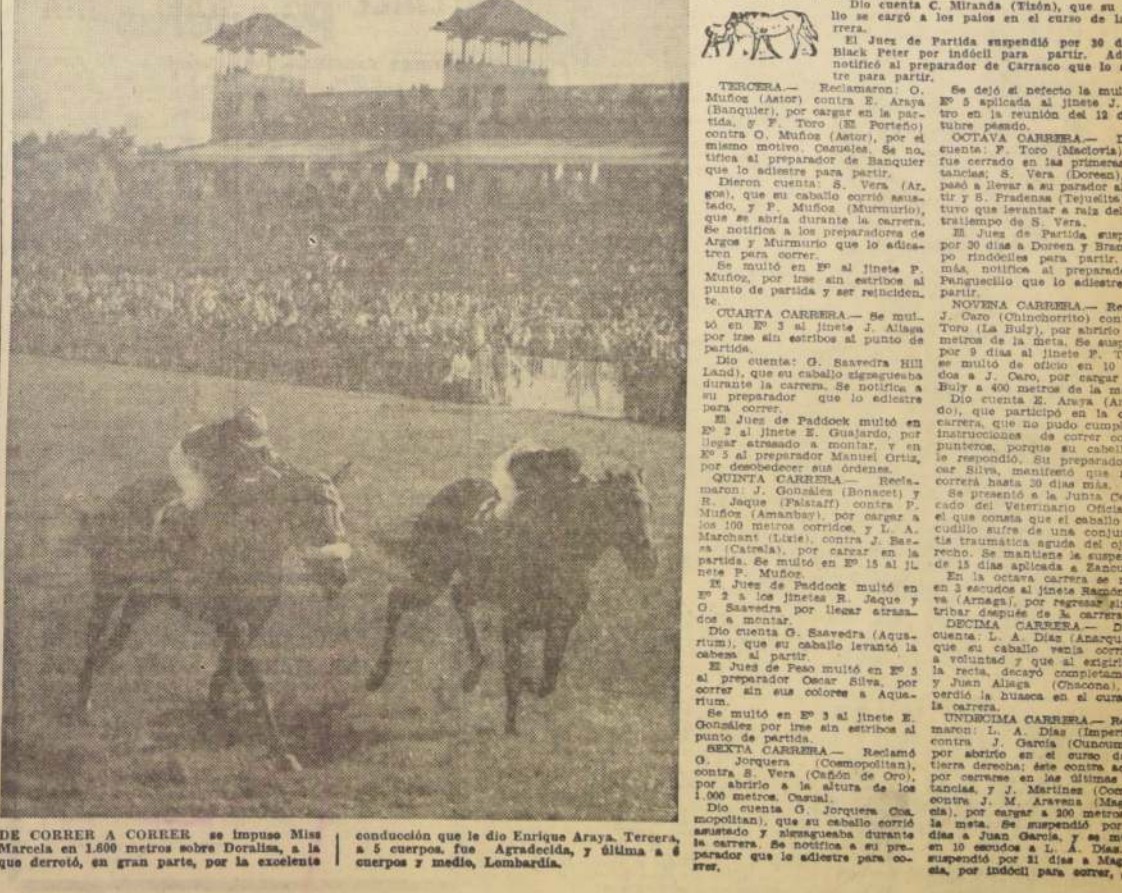 DE CORRER A CORRER se impuso Miss
Marcela en 1.600 metros sobre Doralisa, a la
que derrotó, en gran parte, por la excelente
conducción que le dio Enrique Araya. Tercera,
a 5 cuerpos, fue Agradecida, y última a 6
cuerpos y medio, Lombardía.
TERCERA.— Reclamaron: O.
Muñoz (Astor) contra E. Araya
(Banquier), por cargar en la par-
tida, y F. Toro (El Porteño)
contra O. Muñoz (Astor), por el
mismo motivo. Casuales. Se no-
tifica al preparador de Banquier
que lo adiestre para partir.
Dieron cuenta: S. Vera (Ar-
gos), que su caballo corrió asus-
tado, y P. Muñoz (Murmurio),
que se abría durante la carrera.
Se notifica a los preparadores de
Argos y Murmurio que lo adies-
tren para correr.
Se multó en Eº al jinete P.
Muñoz, por irse sin estribos al
punto de partida y ser reinciden-
te.
CUARTA CARRERA.— Se mul-
tó en Eº 3 al jinete J. Aliaga
por irse sin estribos al punto de
partida.
Dio cuenta: G. Saavedra Hill
Land), que su caballo zigzagueaba
durante la carrera. Se notifica a
su preparador que lo adiestre
para correr.
El Juez de Paddock multó en
Eº 2 al jinete E. Guajardo, por
llegar atrasado a montar, y en
Eº 5 al preparador Manuel Ortiz,
por desobedecer sus órdenes.
QUINTA CARRERA.— Recla-
maron: J. González (Bonacet) y
R. Jaque (Falstaff) contra P.
Muñoz (Amanbay), por cargar a
los 100 metros corridos, y L. A.
Marchant (Lixie), contra J. Bae-
za (Catrala), por cargar en la
partida. Se multó en Eº 15 al ji-
nete P. Muñoz.
El Juez de Paddock multó en
Eº 2 a los jinetes R. Jaque y
G. Saavedra por llegar atrasa-
dos a montar.
Dio cuenta G. Saavedra (Aqua-
rium), que su caballo levantó la
cabeza al partir.
El Juez de Peso multó en Eº 5
al preparador Oscar Silva, por
correr sin sus colores a Aqua-
rium.
Se multó en Eº 3 al jinete E.
González por irse sin estribos al
punto de partida.
SEXTA CARRERA.— Reclamó
G. Jorquera (Cosmopolitan),
contra S. Vera (Cañón de Oro),
por abrirlo a la altura de los
1.000 metros. Casual.
Dio cuenta G. Jorquera Cos-
mopolitan), que su caballo corrió
asustado y zigzagueaba durante
la carrera. Se notifica a su pre-
parador que le adiestre para co-
rrer.
Dio cuenta C. Miranda (Tizón), que su
llo se cargó a los palos en el curso de la
rrera.
El Juez de Partida suspendió por 30 d
Black Peter por indócil para partir. Ad
notificó al preparador de Carrasco que lo a
tre para partir.
Se dejó si nefecto la mul
Eº 5 aplicada al jinete J.
tro en la reunión del 12 d
tubre pasado.
OCTAVA CARRERA.— D
cuenta: F. Toro (Maclovia)
fue cerrado en las primeras
tancias; S. Vera (Doreen),
pasó a llevar a su parador al
tir y S. Pradenas (Tejuelita
tuvo que levantar a raíz del
tratiempo de S. Vera.
El Juez de Partida susp
por 30 días a Doreen y Bran
po rindóciles para partir.
más, notifica al preparado
Panguecillo que lo adiestre
partir.
NOVENA CARRERA.— Re
J. Caro (Chinchorrito) con
Toro (La Buly), por abrirlo
metros de la meta. Se susp
por 9 días al jinete F. T
se multó de oficio en 10
dos a J. Caro, por cargar
Buly a 400 metros de la m
Dio cuenta E. Araya (A
do), que participó en la
carrera, que no pudo cumpl
instrucciones de correr co
punteros, porque su caball
le respondió. Su preparado
car Silva, manifestó que
correrá hasta 20 días más.
Se presentó a la Junta Ce
cado del Veterinario Oficia
el que consta que el caballo
cudillo sufre de una conju
tis traumática aguda del oj
recho. Se mantiene la suspe
de 15 días aplicada a Zancu
En la octava carrera se
en 3 escudos al jinete Ramón
va (Arnaga), por regresar sin
tribar después de la carrera
DECIMA CARRERA.— D
cuenta: L. A. Díaz (Anarqu
que su caballo venía corr
a voluntad y que al exigirl
la recta, decayó completam
y Juan Aliaga (Chacona),
perdió la huasca en el curs
la carrera.
UNDECIMA CARRERA.— Re
maron: L. A. Díaz (Imper
contra J. García (Cuncum
por abrirlo en el curso de
tierra derecha; éste contra aq
por cerrarse en las últimas
tancias, y J. Martínez (Coc
contra J. M. Aravena (Mag
cia), por cargar a 200 metros
la meta. Se suspendió por
días a Juan García, y se m
en 10 escudos a L. A. Díaz.
suspendió por 21 días a Mag
cia, por indócil para correr,